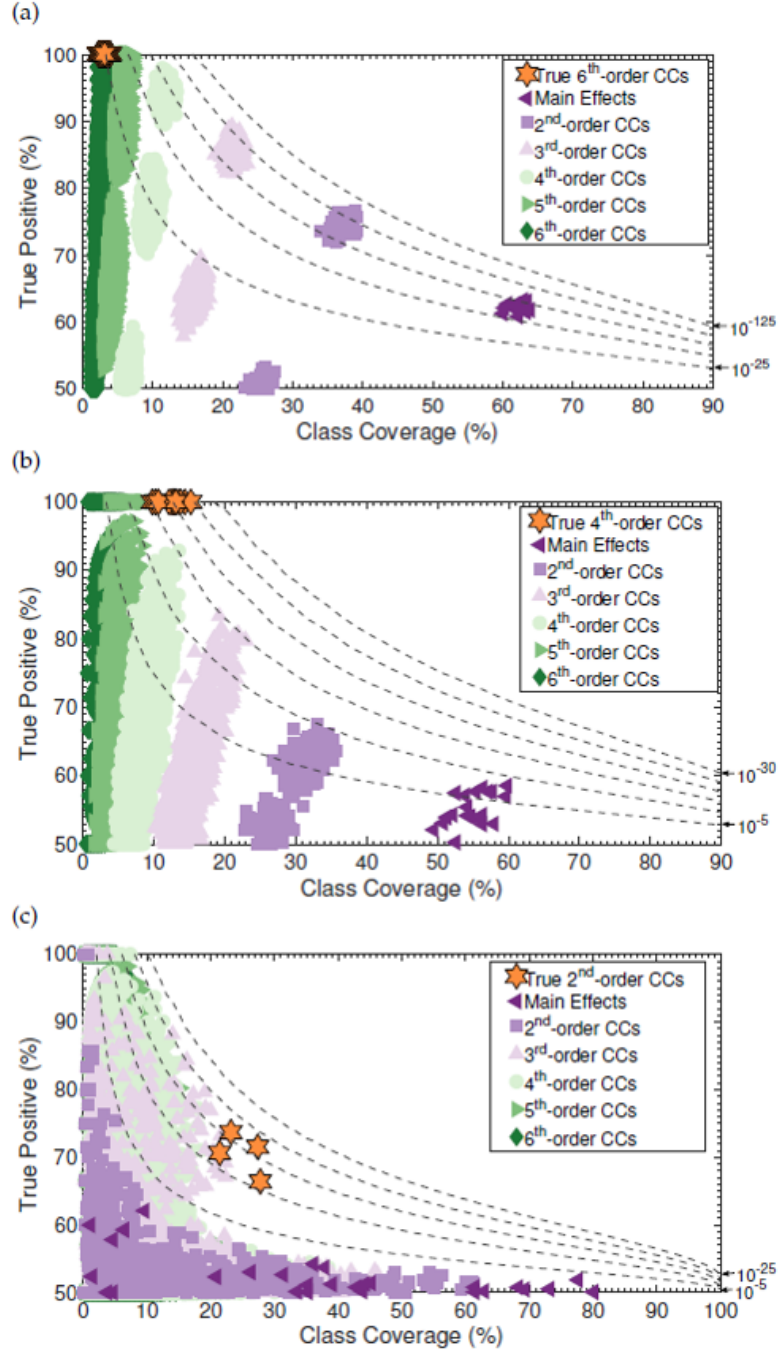 (a)
100
90
80
70
60
50
True Positive (%)
True 6th-order CCs
Main Effects
2nd-order CCs
3rd-order CCs
4th-order CCs
5th-order CCs
6th-order CCs
10-125
10-25
0 10 20 30 40 50 60 70 80 90
Class Coverage (%)
(b)
100
90
80
70
60
50
True Positive (%)
True 4th-order CCs
Main Effects
2nd-order CCs
3rd-order CCs
4th-order CCs
5th-order CCs
6th-order CCs
10-30
10-5
0 10 20 30 40 50 60 70 80 90
Class Coverage (%)
(c)
100
90
80
70
60
50
True Positive (%)
True 2nd-order CCs
Main Effects
2nd-order CCs
3rd-order CCs
4th-order CCs
5th-order CCs
6th-order CCs
10-25
10-5
0 10 20 30 40 50 60 70 80 90 100
Class Coverage (%)